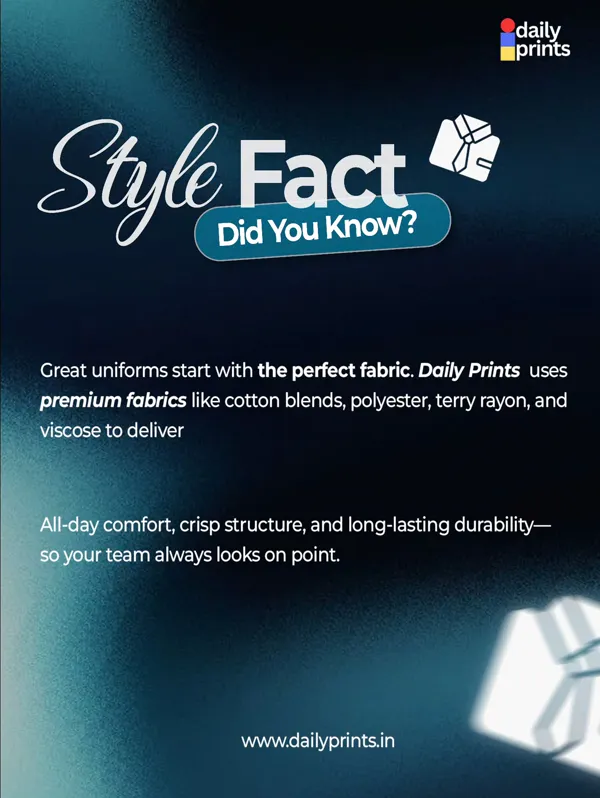 daily
prints
Style Fact
Did You Know?
Great uniforms start with the perfect fabric. Daily Prints uses
premium fabrics like cotton blends, polyester, terry rayon, and
viscose to deliver
All-day comfort, crisp structure, and long-lasting durability—
so your team always looks on point.
www.dailyprints.in